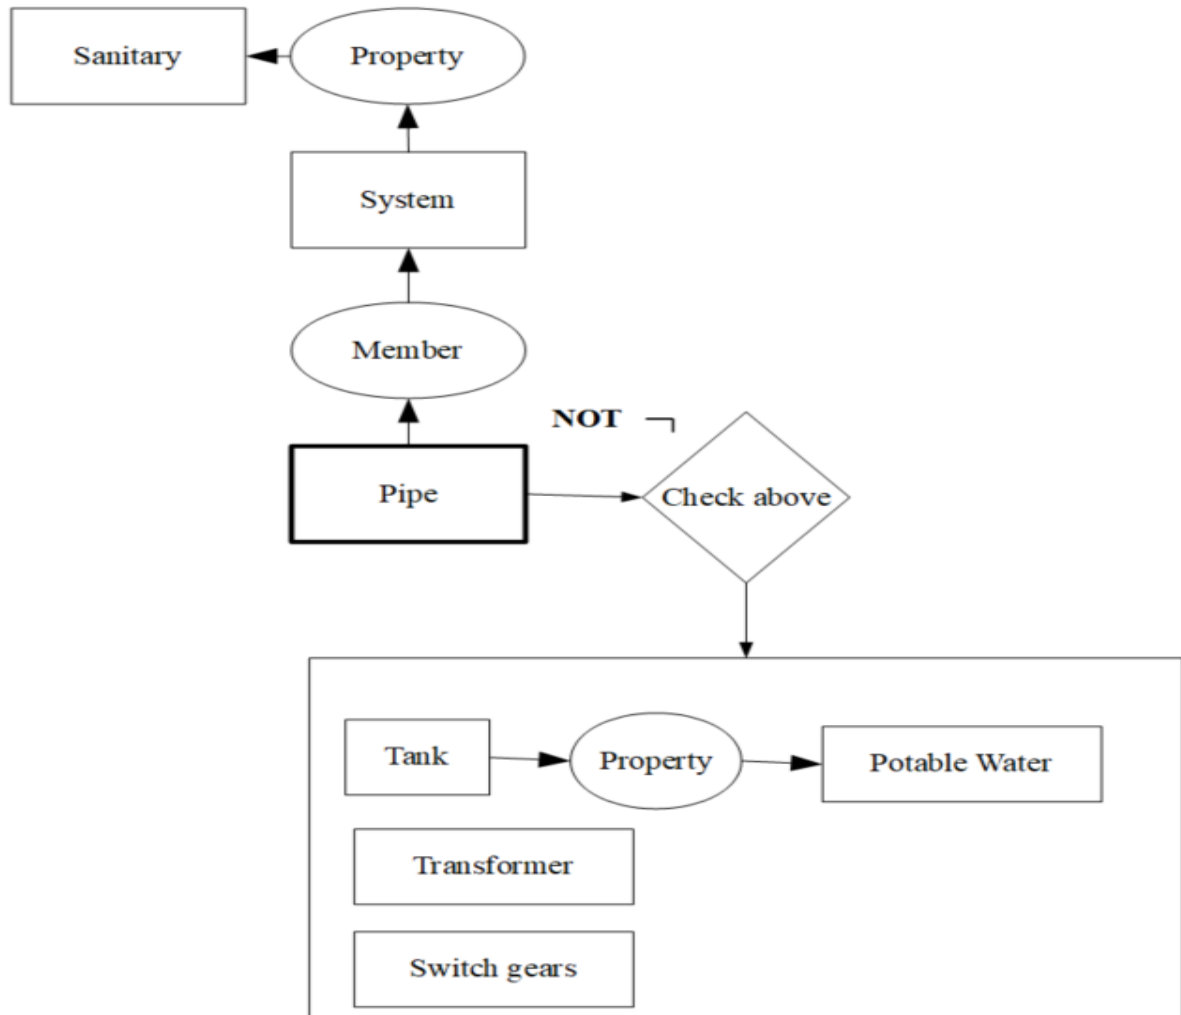 Sanitary
Property
System
Member
NOT ¬
Pipe
Check above
Tank
Property
Potable Water
Transformer
Switch gears